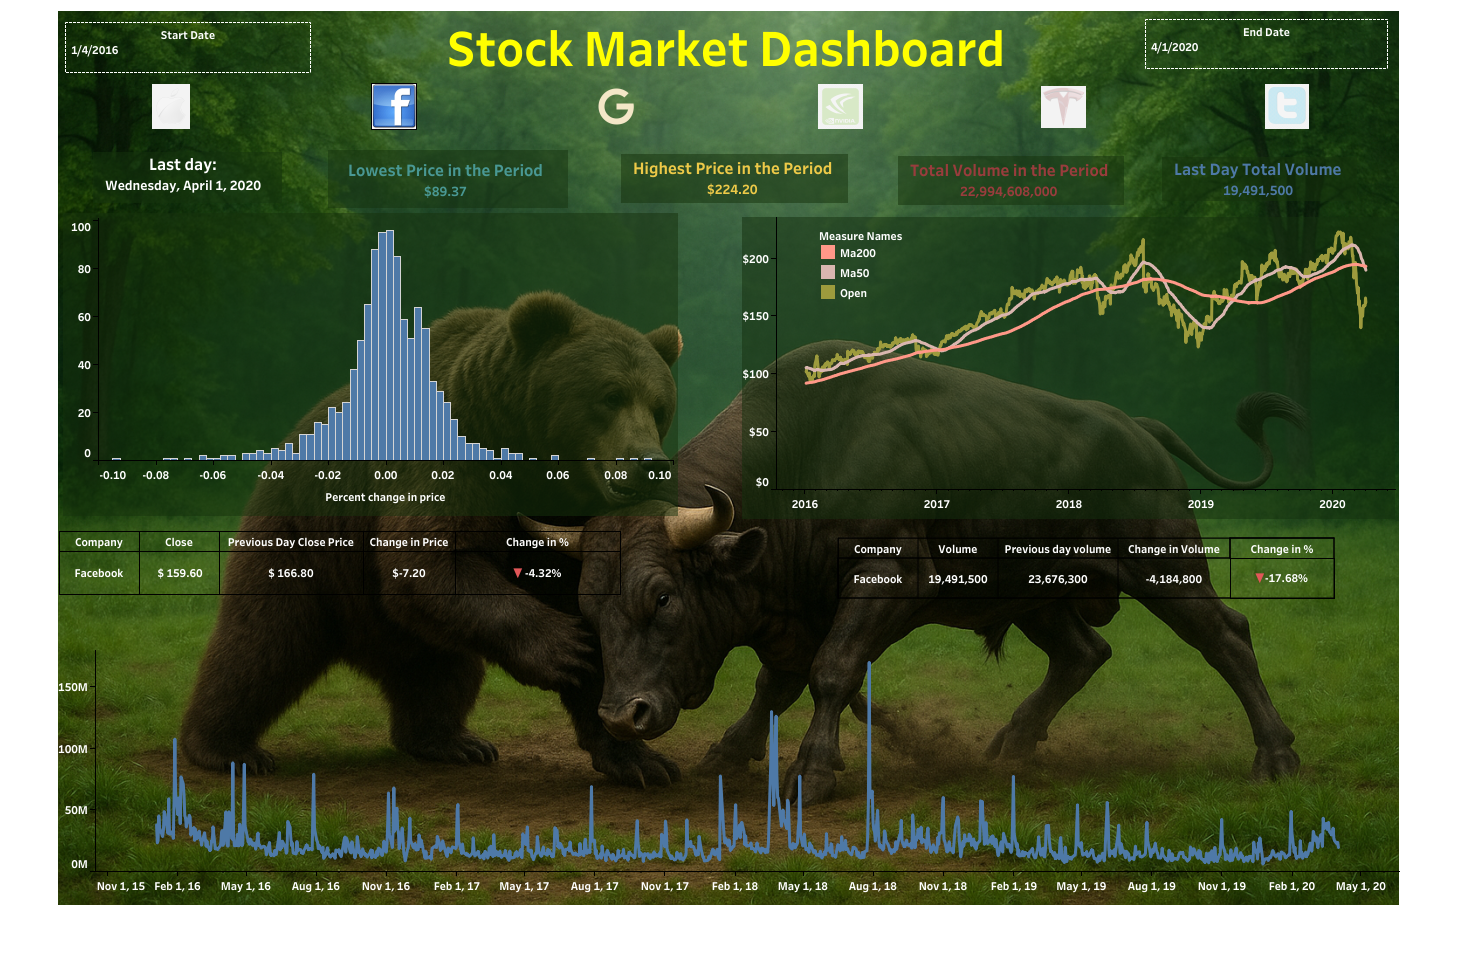 Start Date
1/4/2016
Stock Market Dashboard
End Date
4/1/2020
f
G
t
Last day:
Wednesday, April 1, 2020
Lowest Price in the Period
$89.37
Highest Price in the Period
$224.20
Total Volume in the Period
22,994,608,000
Last Day Total Volume
19,491,500
100
80
60
40
20
0
-0.10 -0.08 -0.06 -0.04 -0.02 0.00 0.02 0.04 0.06 0.08 0.10
Percent change in price
Measure Names
Ma200
Ma50
Open
$200
$150
$100
$50
$0
2016 2017 2018 2019 2020
Company Close Previous Day Close Price Change in Price Change in %
Facebook $ 159.60 $ 166.80 $-7.20 ▼ -4.32%
Company Volume Previous day volume Change in Volume Change in %
Facebook 19,491,500 23,676,300 -4,184,800 ▼-17.68%
150M
100M
50M
0M
Nov 1, 15 Feb 1, 16 May 1, 16 Aug 1, 16 Nov 1, 16 Feb 1, 17 May 1, 17 Aug 1, 17 Nov 1, 17 Feb 1, 18 May 1, 18 Aug 1, 18 Nov 1, 18 Feb 1, 19 May 1, 19 Aug 1, 19 Nov 1, 19 Feb 1, 20 May 1, 20